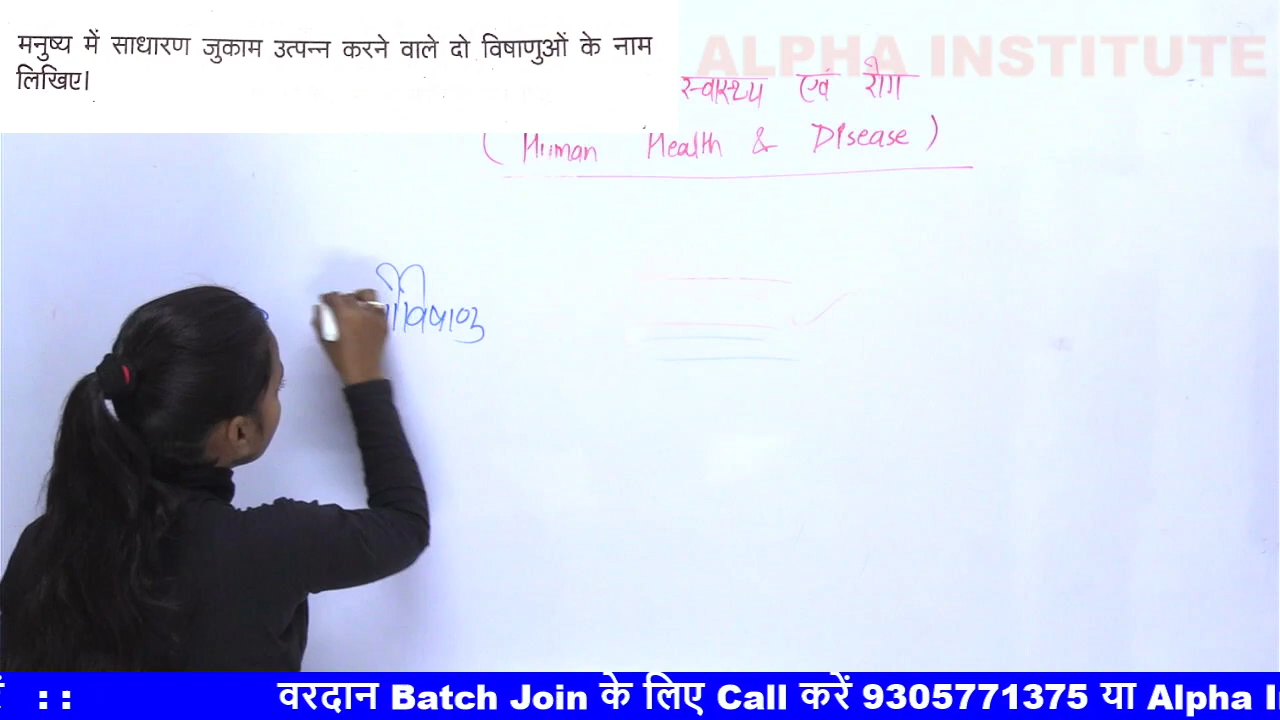 मनुष्य में साधारण जुकाम उत्पन्न करने वाले दो विषाणुओं के नाम
लिखिए।
ALPHA INSTITUTE
स्वास्थ्य एवं रोग
( Human Health & Disease )
विषाणु
: : वरदान Batch Join के लिए Call करें 9305771375 या Alpha I